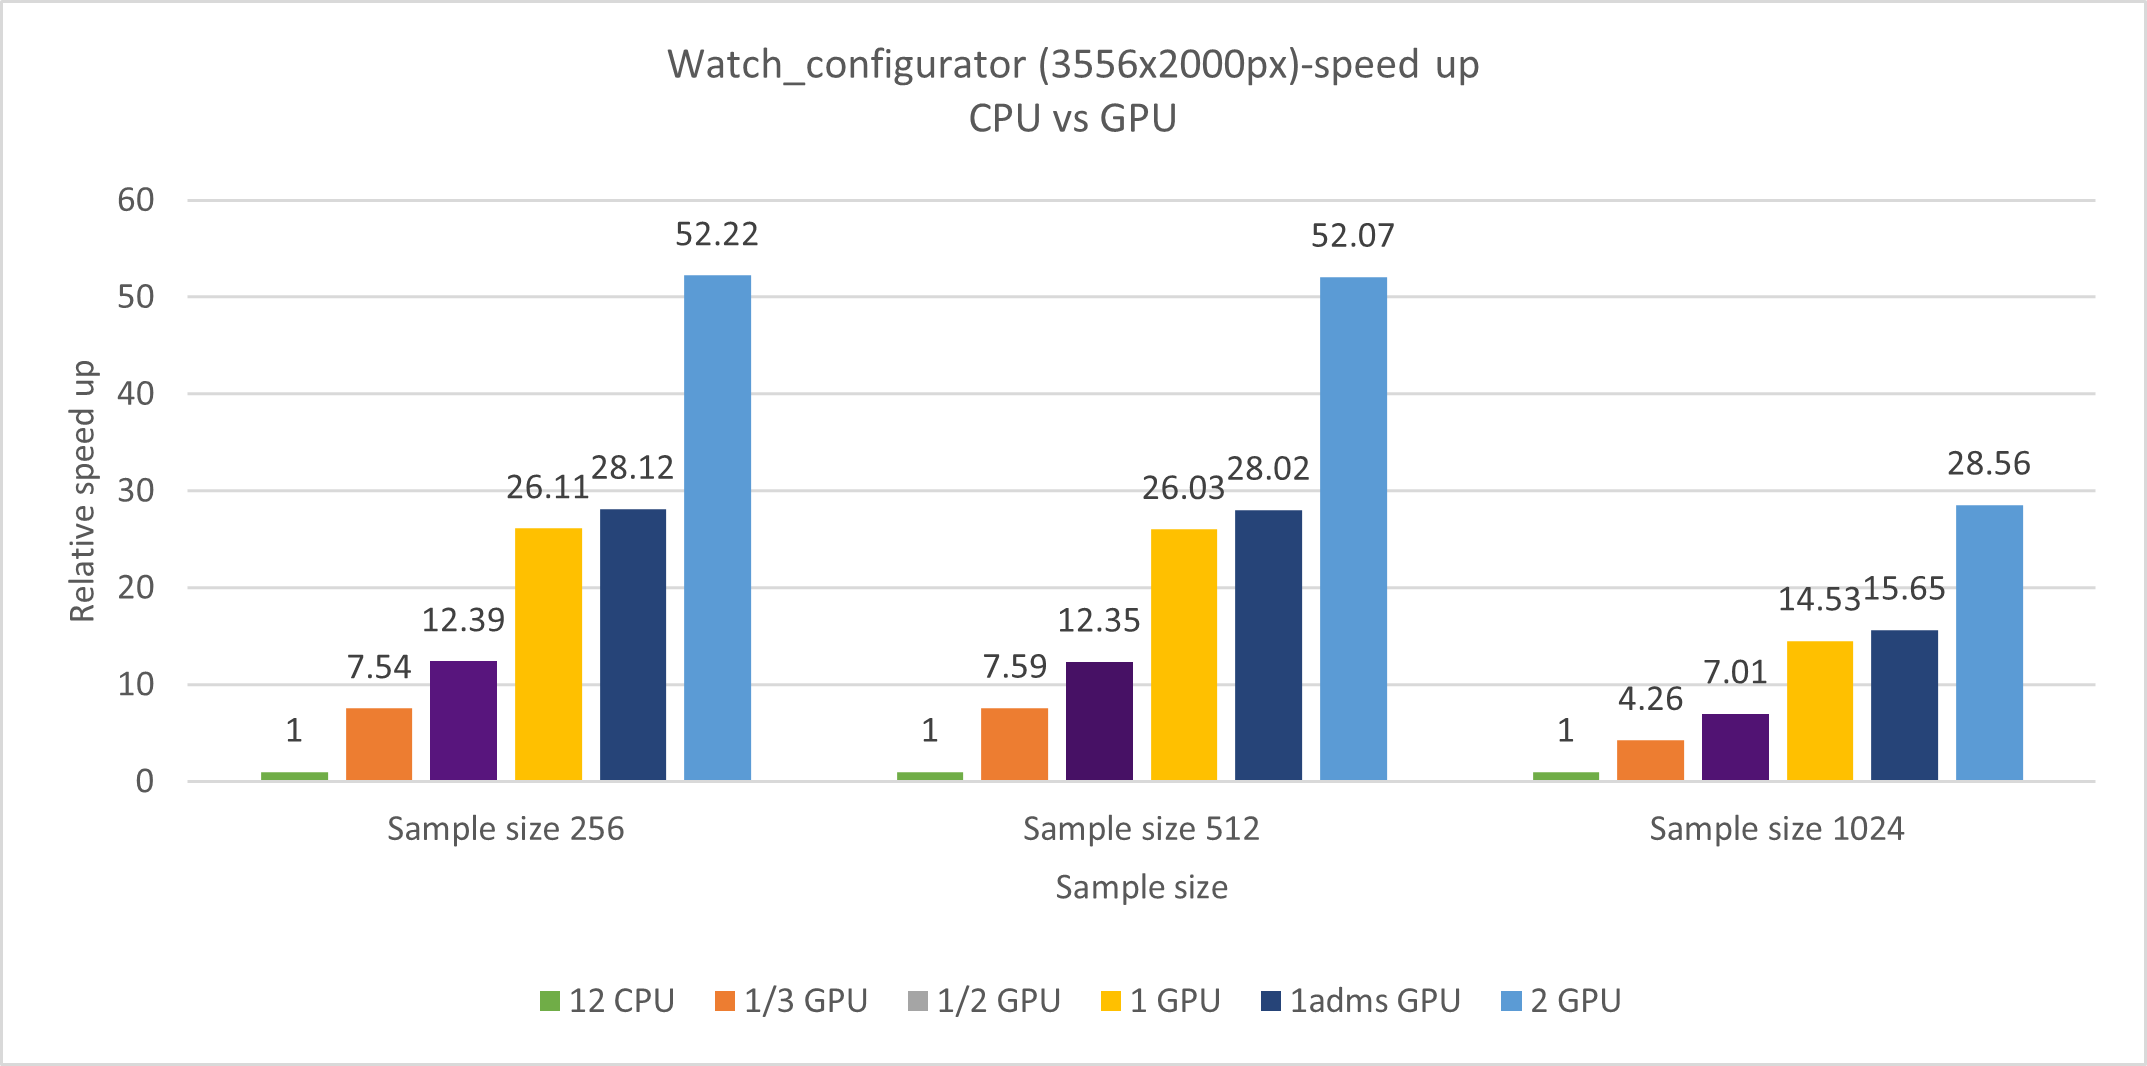 Watch_configurator (3556x2000px)-speed up
CPU vs GPU
Relative speed up
60
50
40
30
20
10
0
1
7.54
12.39
26.11
28.12
52.22
1
7.59
12.35
26.03
28.02
52.07
1
4.26
7.01
14.53
15.65
28.56
Sample size 256
Sample size 512
Sample size 1024
Sample size
12 CPU
1/3 GPU
1/2 GPU
1 GPU
1adms GPU
2 GPU